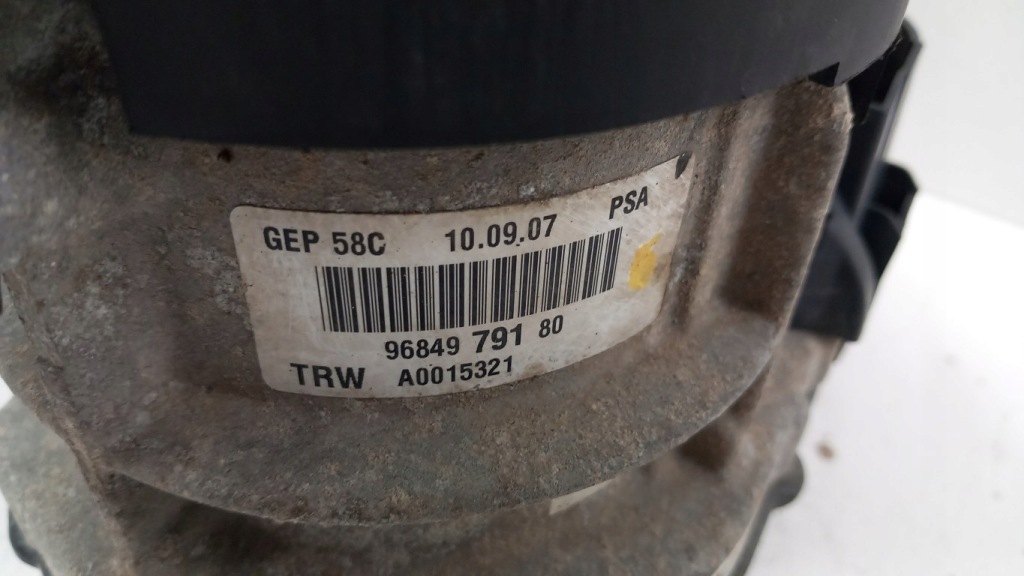 GEP 58C 10.09.07 PSA
96849 791 80
TRW A0015321